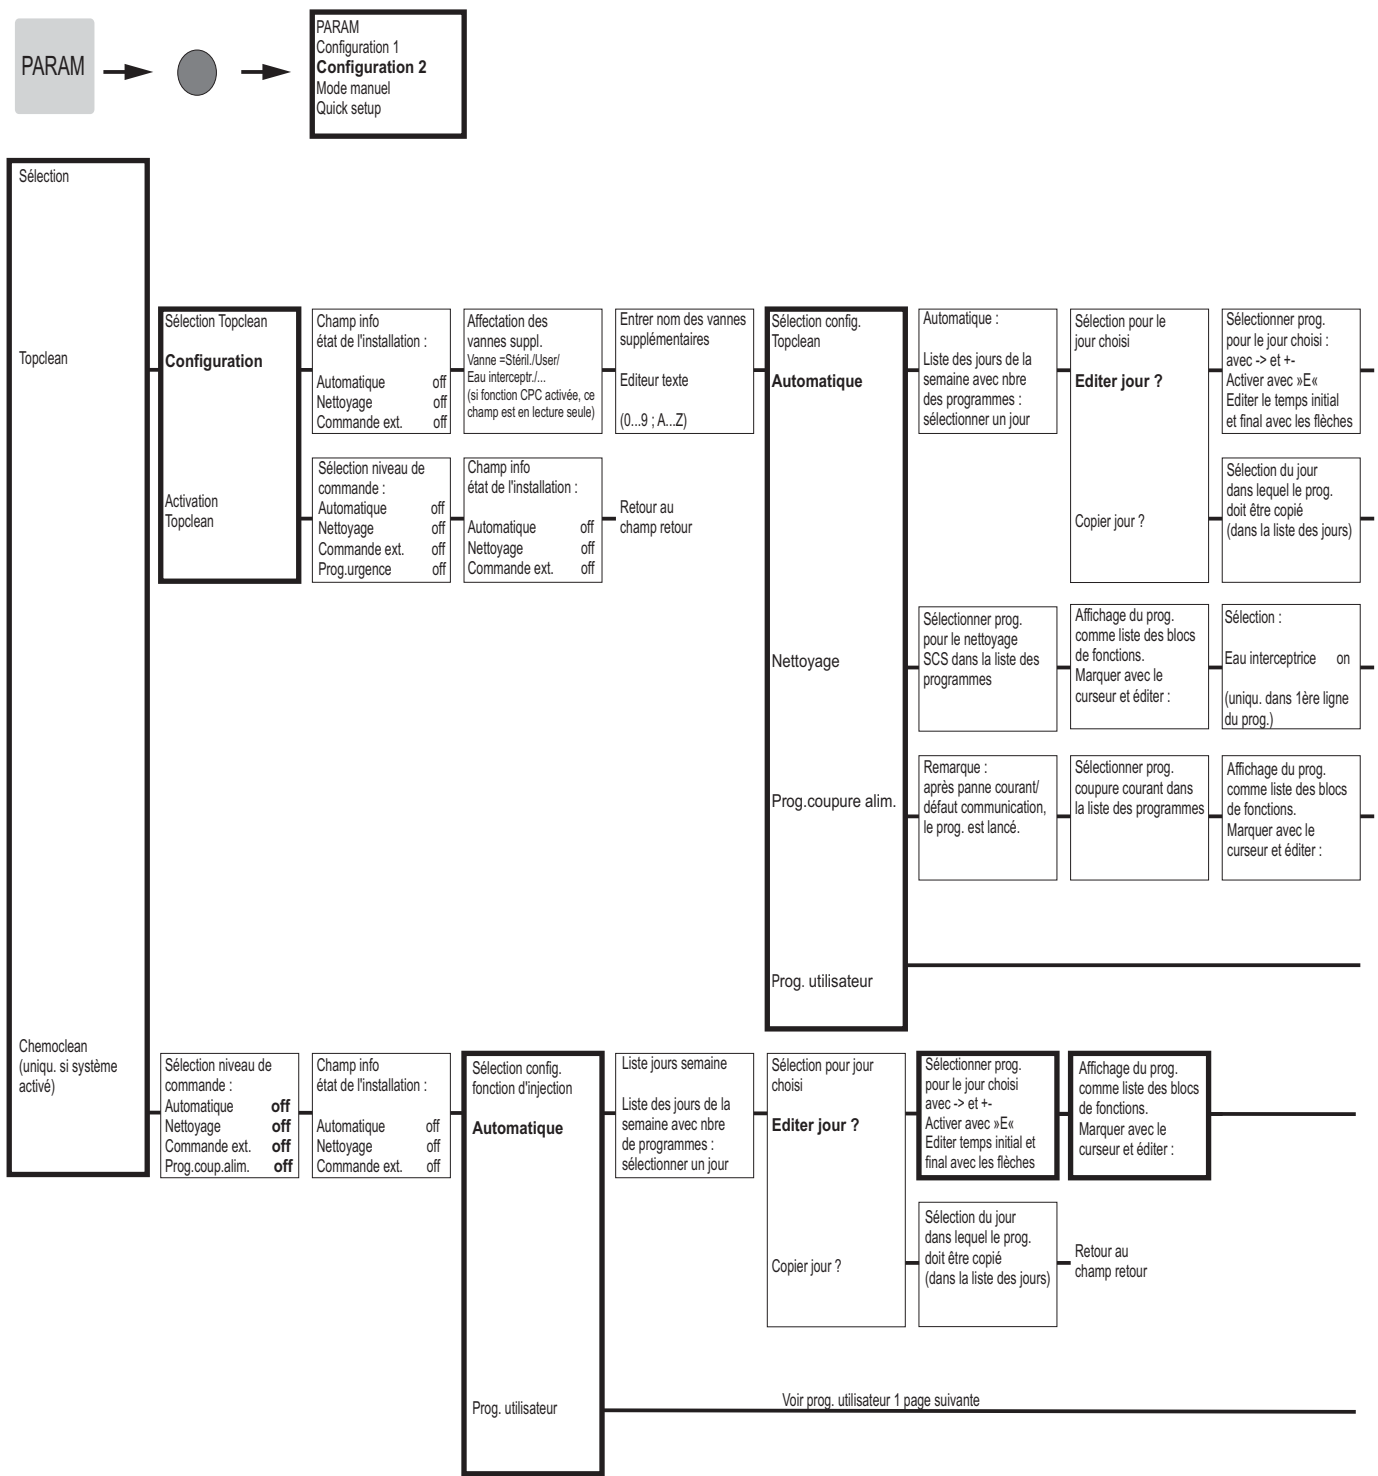 PARAM
PARAM
Configuration 1
Configuration 2
Mode manuel
Quick setup
Sélection
Topclean
Sélection Topclean
Configuration
Champ info
état de l'installation :
Automatique off
Nettoyage off
Commande ext. off
Affectation des
vannes suppl.
Vanne =Stéril./User/
Eau interceptr./...
(si fonction CPC activée, ce
champ est en lecture seule)
Entrer nom des vannes
supplémentaires
Editeur texte
(0...9 ; A...Z)
Sélection config.
Topclean
Automatique
Automatique :
Liste des jours de la
semaine avec nbre
des programmes :
sélectionner un jour
Sélection pour le
jour choisi
Editer jour ?
Sélectionner prog.
pour le jour choisi :
avec -> et +-
Activer avec »E«
Editer le temps initial
et final avec les flèches
Activation
Topclean
Sélection niveau de
commande :
Automatique off
Nettoyage off
Commande ext. off
Prog.urgence off
Champ info
état de l'installation :
Automatique off
Nettoyage off
Commande ext. off
Retour au
champ retour
Copier jour ?
Sélection du jour
dans lequel le prog.
doit être copié
(dans la liste des jours)
Nettoyage
Sélectionner prog.
pour le nettoyage
SCS dans la liste des
programmes
Affichage du prog.
comme liste des blocs
de fonctions.
Marquer avec le
curseur et éditer :
Sélection :
Eau interceptrice on
(uniqu. dans 1ère ligne
du prog.)
Prog.coupure alim.
Remarque :
après panne courant/
défaut communication,
le prog. est lancé.
Sélectionner prog.
coupure courant dans
la liste des programmes
Affichage du prog.
comme liste des blocs
de fonctions.
Marquer avec le
curseur et éditer :
Prog. utilisateur
Chemoclean
(uniqu. si système
activé)
Sélection niveau de
commande :
Automatique off
Nettoyage off
Commande ext. off
Prog.coup.alim. off
Champ info
état de l'installation :
Automatique off
Nettoyage off
Commande ext. off
Sélection config.
fonction d'injection
Automatique
Liste jours semaine
Liste des jours de la
semaine avec nbre
de programmes :
sélectionner un jour
Sélection pour jour
choisi
Editer jour ?
Sélectionner prog.
pour le jour choisi
avec -> et +-
Activer avec »E«
Editer temps initial et
final avec les flèches
Affichage du prog.
comme liste des blocs
de fonctions.
Marquer avec le
curseur et éditer :
Copier jour ?
Sélection du jour
dans lequel le prog.
doit être copié
(dans la liste des jours)
Retour au
champ retour
Prog. utilisateur
Voir prog. utilisateur 1 page suivante